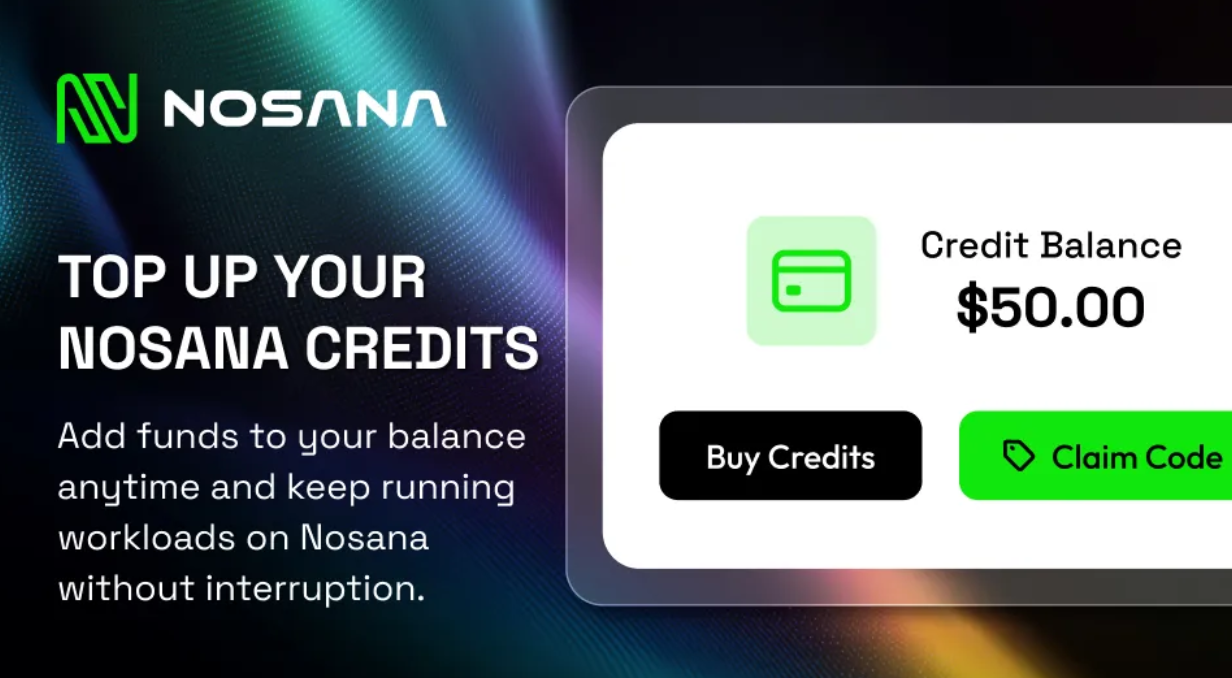 NOSANA
TOP UP YOUR
NOSANA CREDITS
Add funds to your balance
anytime and keep running
workloads on Nosana
without interruption.
Credit Balance
$50.00
Buy Credits
Claim Code